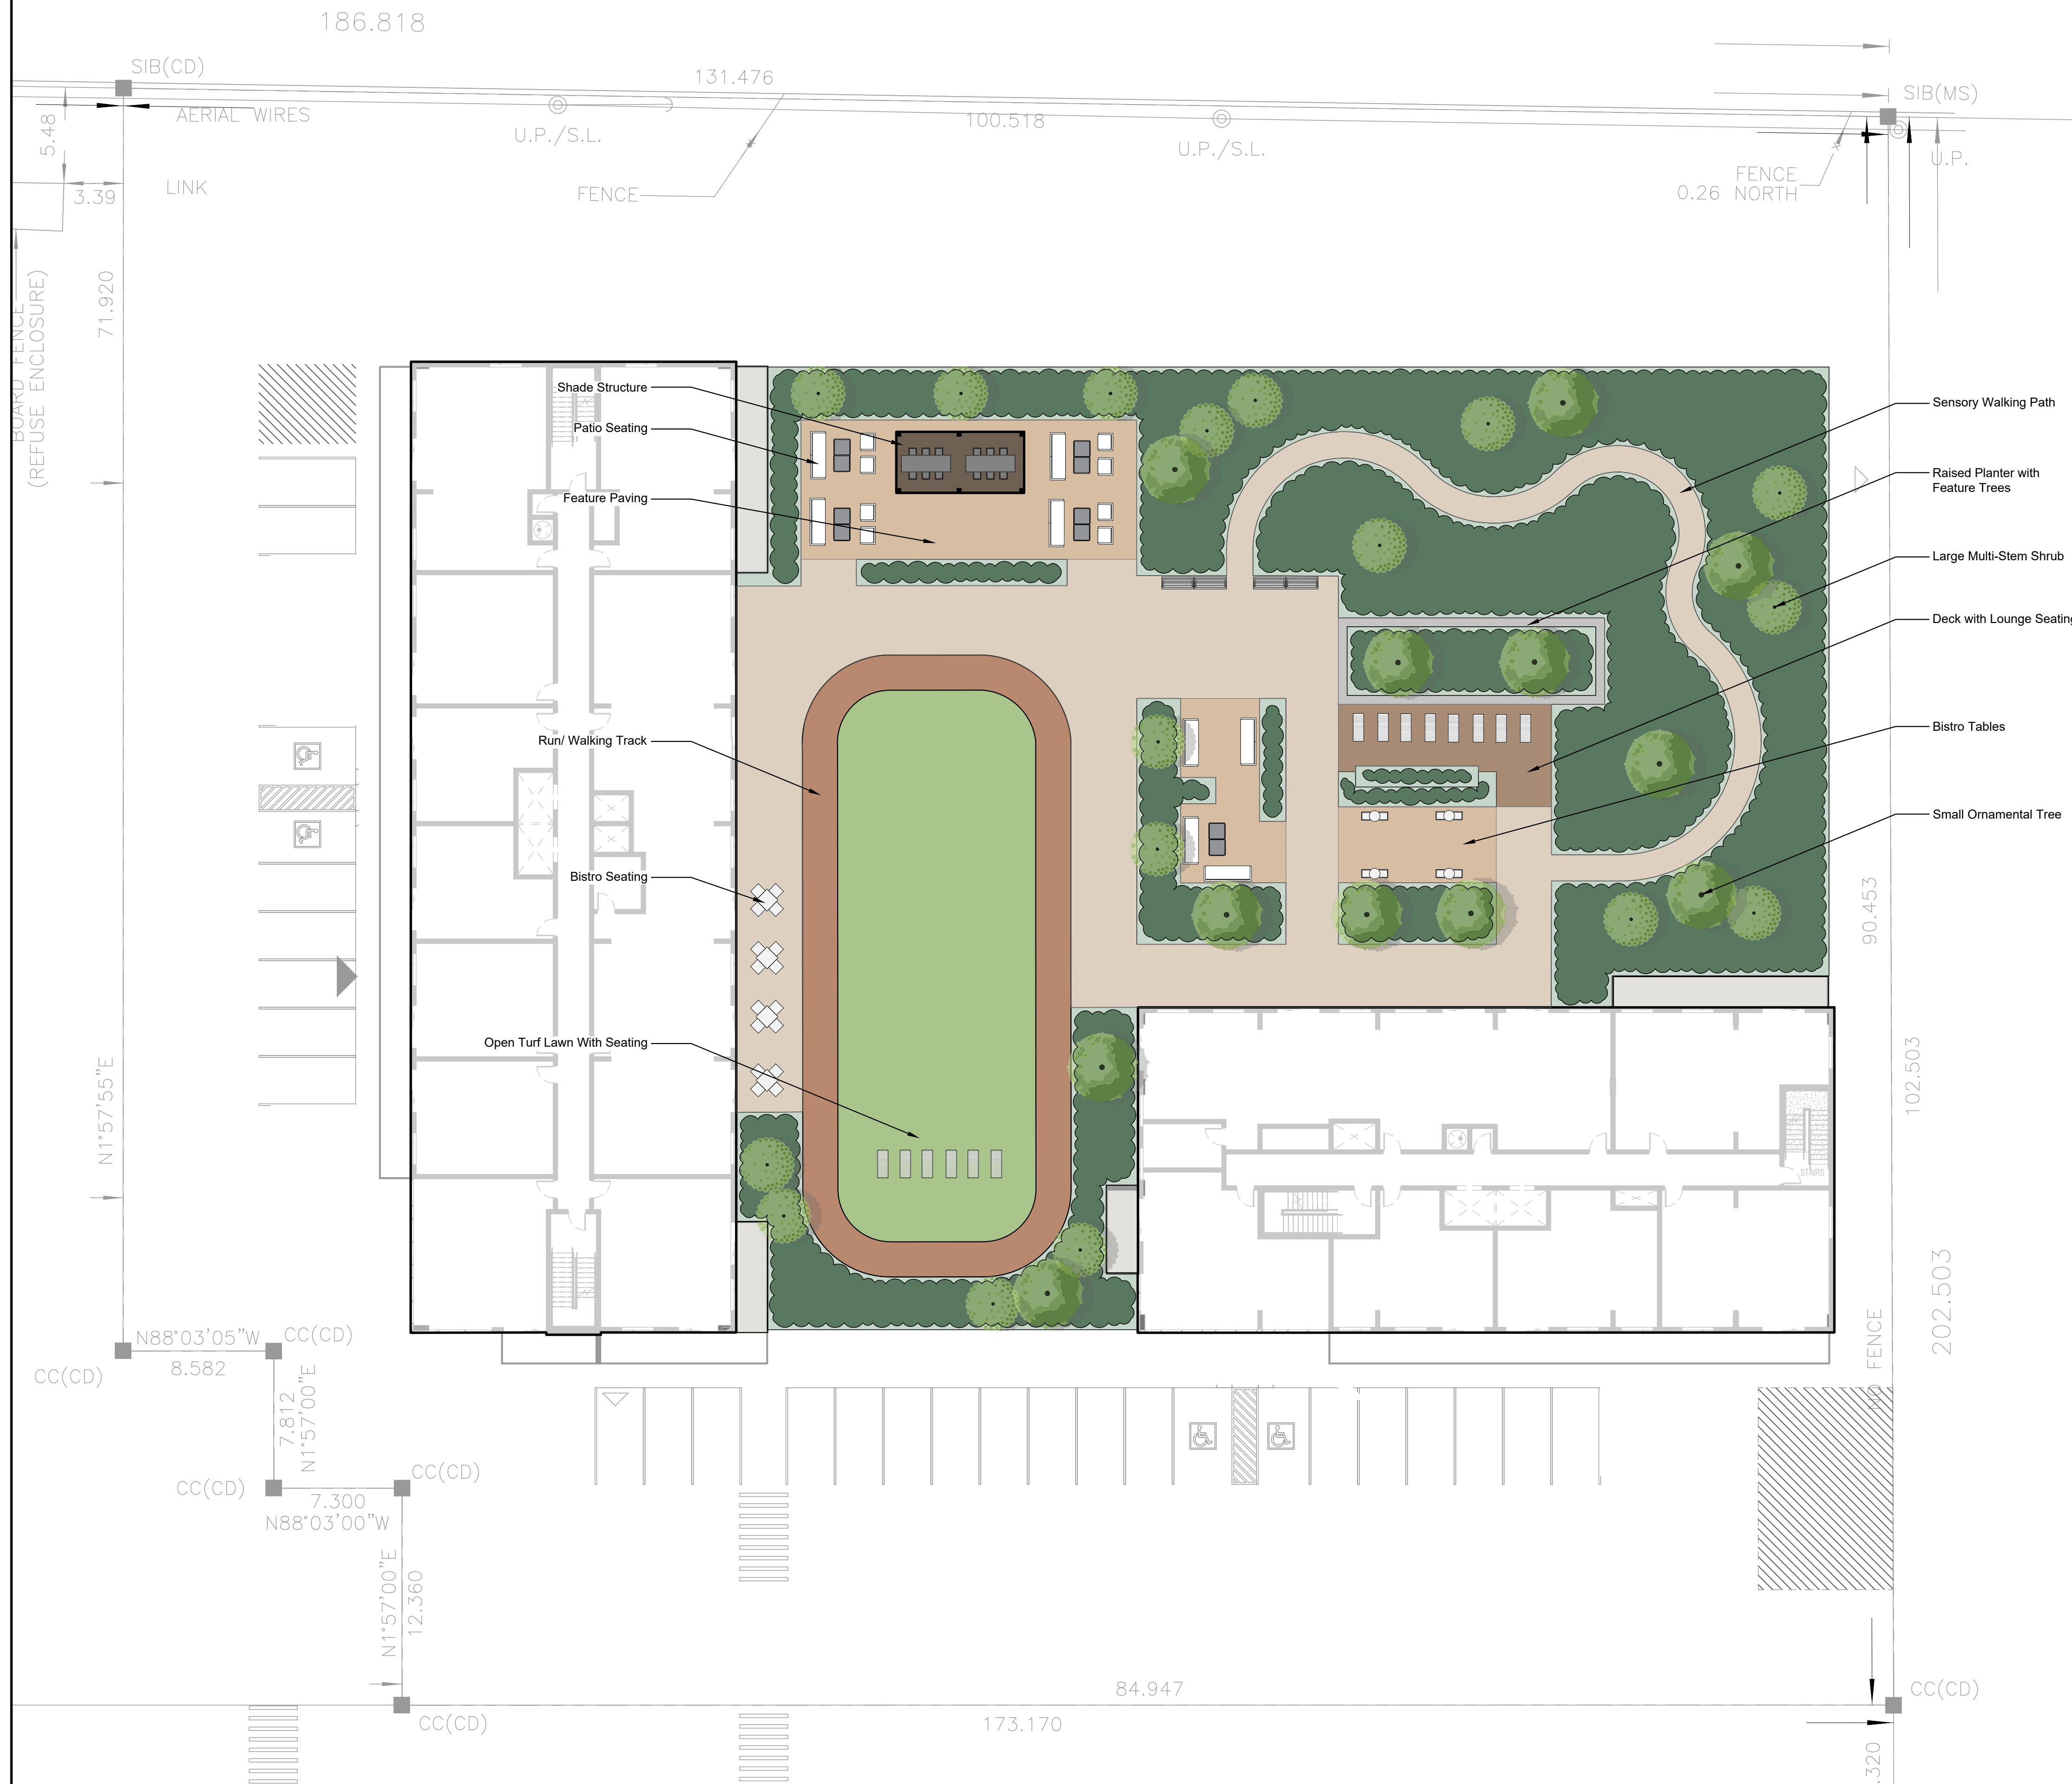 186.818
SIB(CD)
131.476
SIB(MS)
AERIAL WIRES
U.P./S.L.
100.518
U.P./S.L.
U.P.
5.48
3.39
LINK
FENCE
FENCE
0.26 NORTH
BOARD FENCE
(REFUSE ENCLOSURE)
71.920
Shade Structure
Patio Seating
Feature Paving
Run/ Walking Track
Bistro Seating
Open Turf Lawn With Seating
Sensory Walking Path
Raised Planter with
Feature Trees
Large Multi-Stem Shrub
Deck with Lounge Seating
Bistro Tables
Small Ornamental Tree
90.453
102.503
N1°57'55"E
STAIRS
202.503
NO FENCE
N88°03'05"W
CC(CD)
8.582
CC(CD)
7.812
N1°57'00"E
CC(CD)
CC(CD)
7.300
N88°03'00"W
N1°57'00"E
12.360
84.947
CC(CD)
CC(CD)
173.170
.320